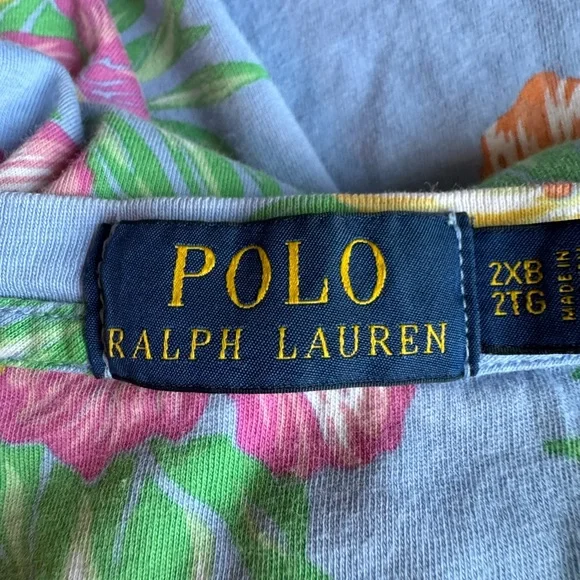 POLO
RALPH LAUREN
2XB
2TG
MADE IN